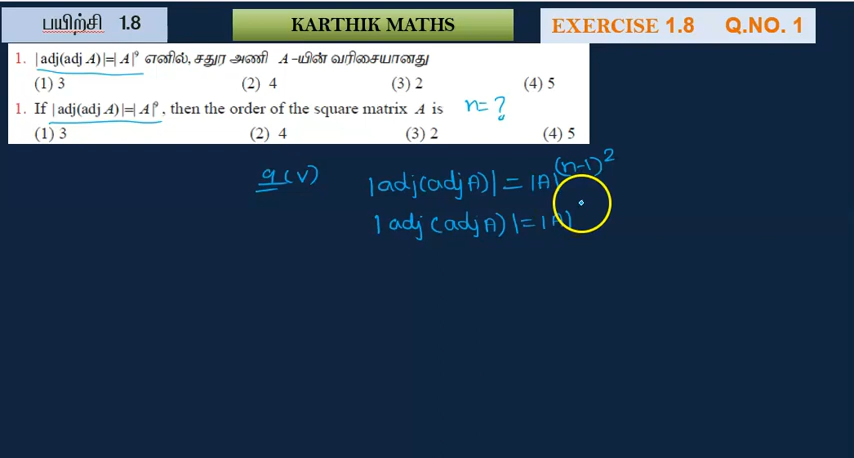 பயிற்சி 1.8 KARTHIK MATHS EXERCISE 1.8 Q.NO. 1
1. |adj(adj A)|=|A|⁹ எனில், சதுர அணி A -யின் வரிசையானது
(1) 3 (2) 4 (3) 2 (4) 5
1. If |adj(adj A)|=|A|⁹, then the order of the square matrix A is n=?
(1) 3 (2) 4 (3) 2 (4) 5
9 (V) |adj(adj A)| = |A|^(n-1)²
|adj(adj A)|=|A|